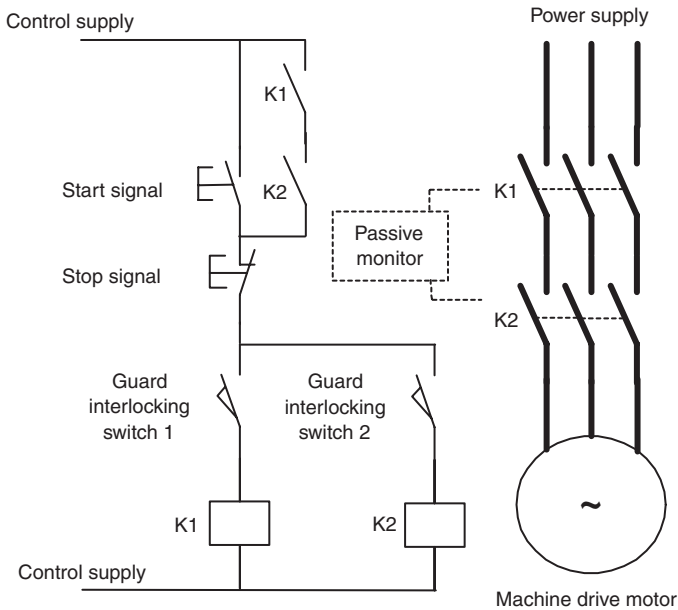 Control supply
Power supply
K1
Start signal
K2
K1
Passive
monitor
Stop signal
K2
Guard
interlocking
switch 1
Guard
interlocking
switch 2
K1
K2
~
Control supply
Machine drive motor